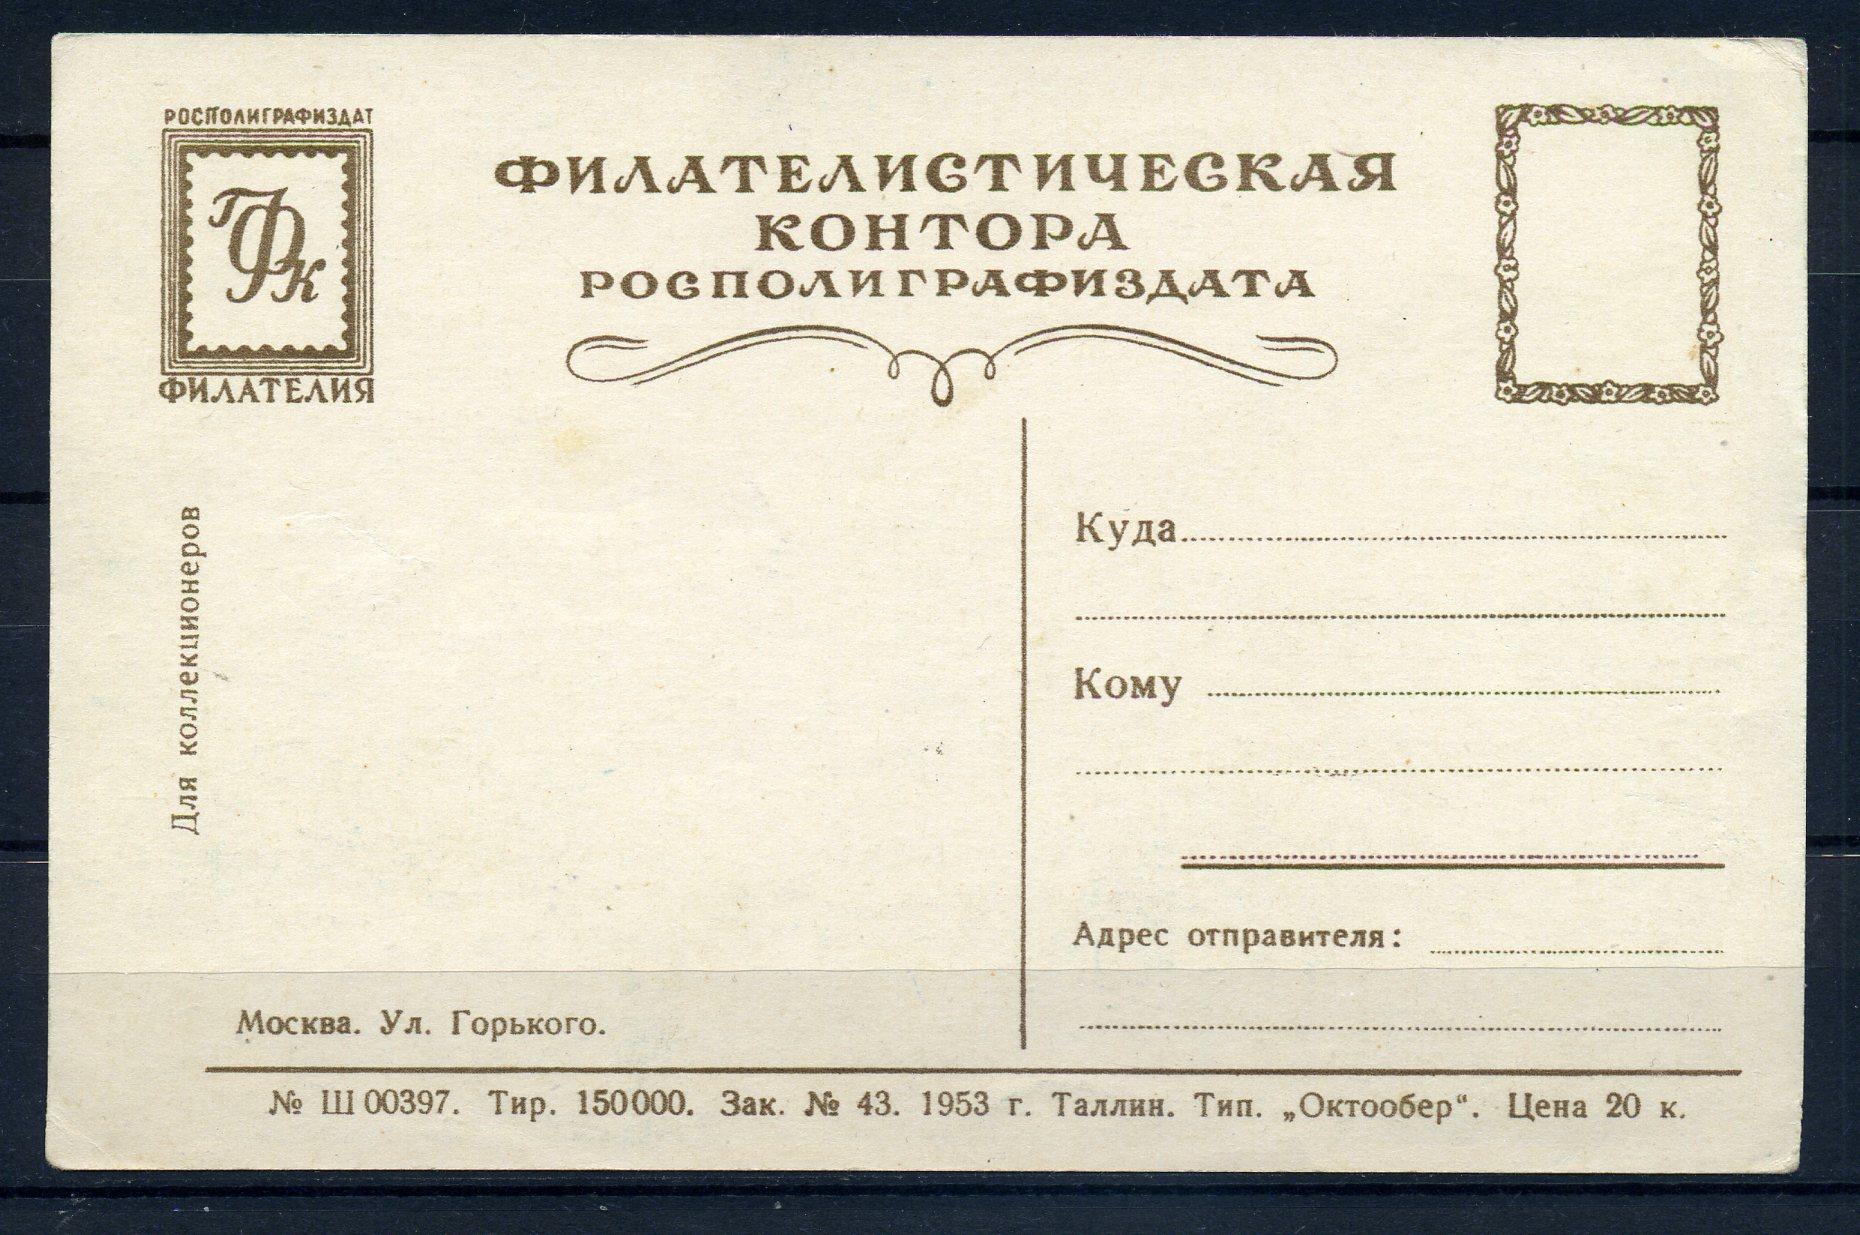 РОСПОЛИГРАФИЗДАТ
ГФК
ФИЛАТЕЛИЯ
ФИЛАТЕЛИСТИЧЕСКАЯ
КОНТОРА
РОСПОЛИГРАФИЗДАТА
Для коллекционеров
Куда
Кому
Адрес отправителя:
Москва. Ул. Горького.
№ Ш 00397. Тир. 150000. Зак. № 43. 1953 г. Таллин. Тип. „Октообер“. Цена 20 к.